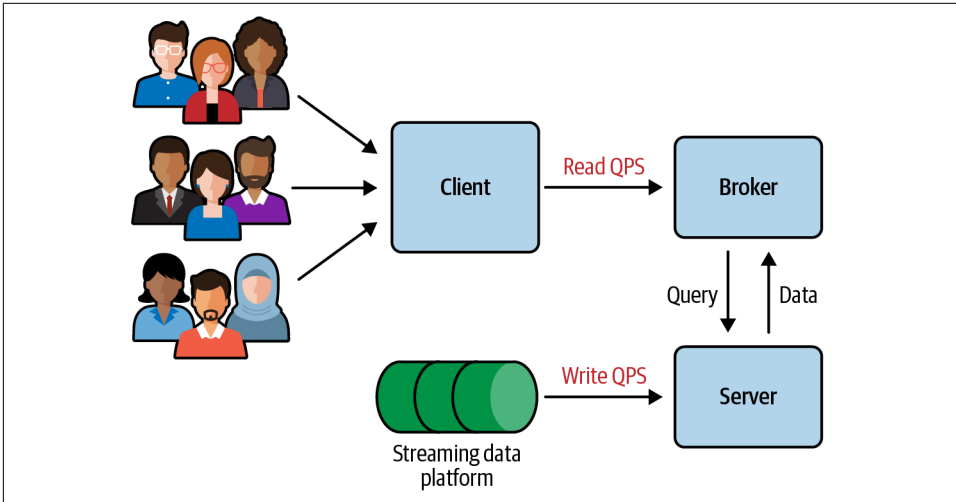 Client
Read QPS
Broker
Query
Data
Write QPS
Server
Streaming data
platform